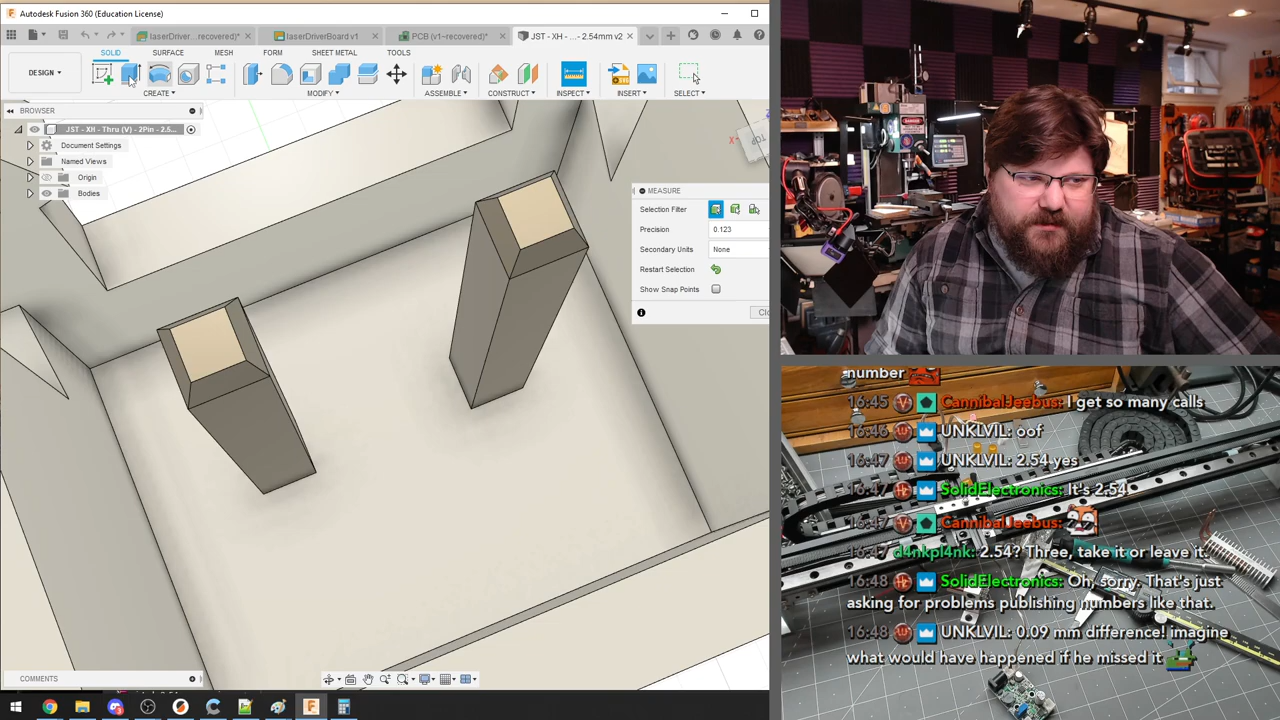 Autodesk Fusion 360 (Education License)
laserDriver...recovered)*
laserDriverBoard v1
PCB (v1~recovered)*
JST - XH - ... - 2.54mm v2
SOLID
SURFACE
MESH
FORM
SHEET METAL
TOOLS
DESIGN
CREATE
MODIFY
ASSEMBLE
CONSTRUCT
INSPECT
INSERT
SELECT
BROWSER
JST - XH - Thru (V) - 2Pin - 2.5...
Document Settings
Named Views
Origin
Bodies
MEASURE
Selection Filter
Precision 0.123
Secondary Units None
Restart Selection
Show Snap Points
Clo
COMMENTS
number
16:45 CannibalJeebus: I get so many calls
16:46 UNKLVIL: oof
16:47 UNKLVIL: 2.54 yes
16:47 SolidElectronics: It's 2.54
16:47 CannibalJeebus:
16:47 d4nkpl4nk: 2.54? Three, take it or leave it.
16:48 SolidElectronics: Oh, sorry. That's just
asking for problems publishing numbers like that.
16:48 UNKLVIL: 0.09 mm difference! imagine
what would have happened if he missed it